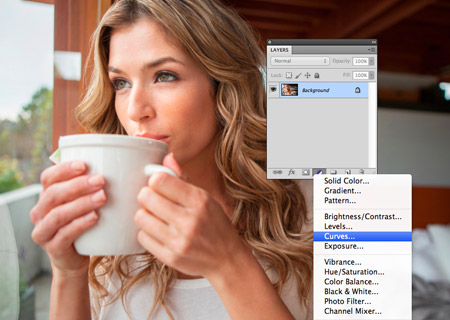 LAYERS
Normal Opacity: 100%
Lock: Fill: 100%
Background
fx
Solid Color...
Gradient...
Pattern...
Brightness/Contrast...
Levels...
Curves...
Exposure...
Vibrance...
Hue/Saturation...
Color Balance...
Black & White...
Photo Filter...
Channel Mixer...